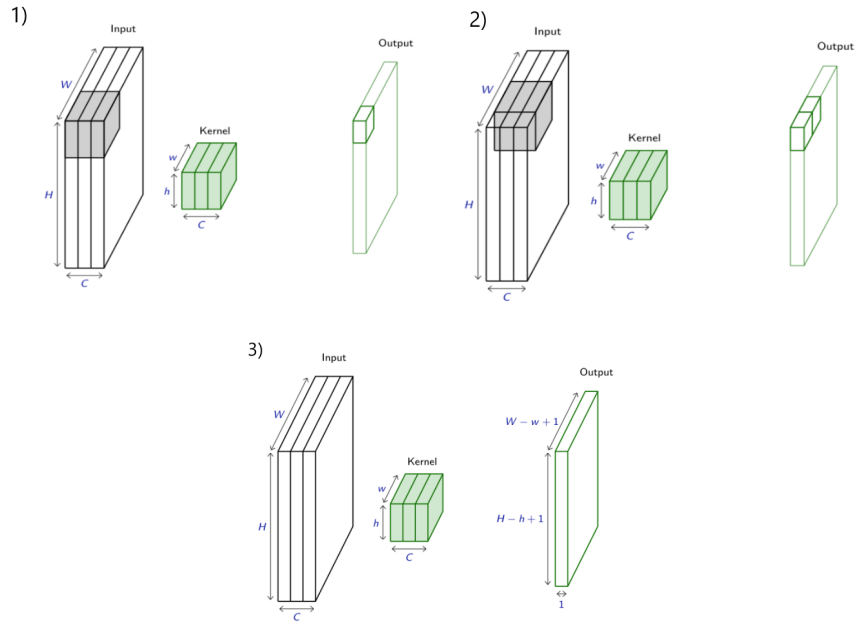 1)
Input
Output
W
Kernel
w
h
H
C
C
2)
Input
Output
W
Kernel
w
h
H
C
C
3)
Input
Output
W
W − w + 1
Kernel
w
h
H
H − h + 1
C
C
1